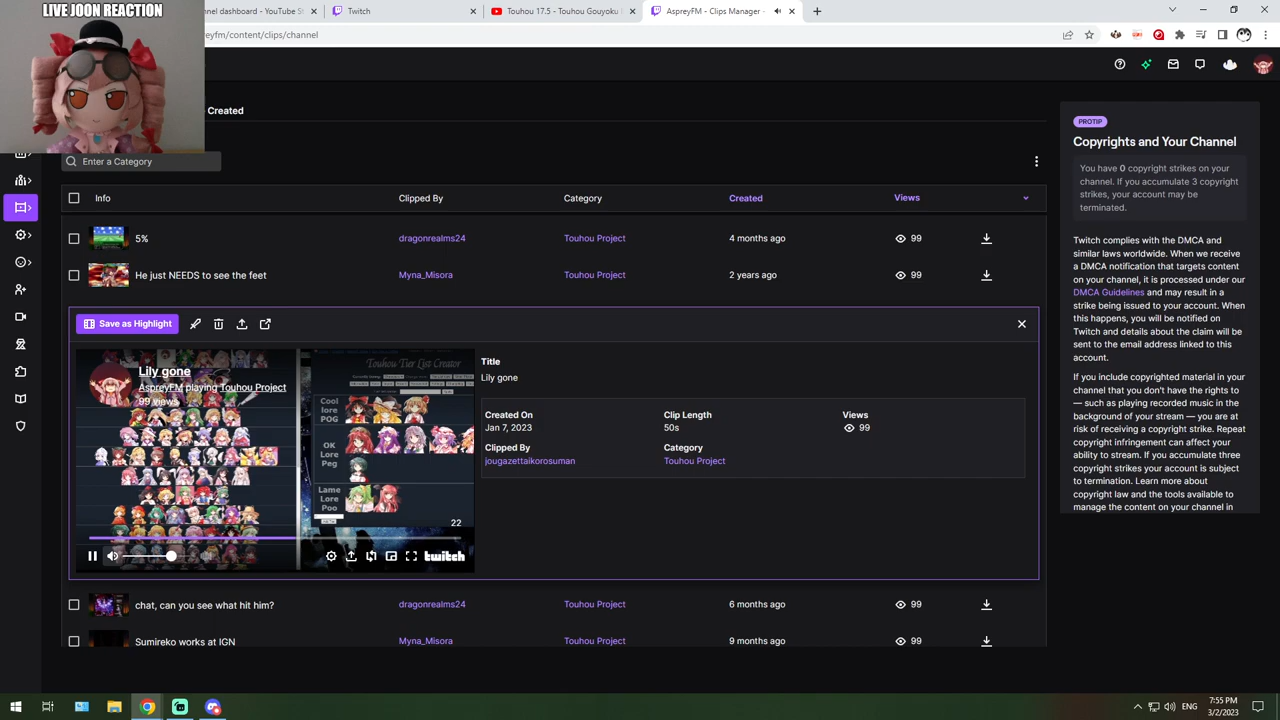 LIVE JOON REACTION
nnel dashboard - YouTube St
Twitch
Touhou 17.5 - Touhou Gouyoku
AspreyFM - Clips Manager -
eyfm/content/clips/channel
Created
Enter a Category
Info
Clipped By
Category
Created
Views
5%
dragonrealms24
Touhou Project
4 months ago
99
He just NEEDS to see the feet
Myna_Misora
Touhou Project
2 years ago
99
Save as Highlight
Lily gone
AspreyFM playing Touhou Project
99 views
Touhou Tier List Creator
Cool
lore
POG
OK
Lore
Peg
Lame
Lore
Poo
22
twitch
Title
Lily gone
Created On
Clip Length
Views
Jan 7, 2023
50s
99
Clipped By
Category
jougazettaikorosuman
Touhou Project
chat, can you see what hit him?
dragonrealms24
Touhou Project
6 months ago
99
Sumireko works at IGN
Myna_Misora
Touhou Project
9 months ago
99
PROTIP
Copyrights and Your Channel
You have 0 copyright strikes on your
channel. If you accumulate 3 copyright
strikes, your account may be
terminated.
Twitch complies with the DMCA and
similar laws worldwide. When we receive
a DMCA notification that targets content
on your channel, it is processed under our
DMCA Guidelines and may result in a
strike being issued to your account. When
this happens, you will be notified on
Twitch and details about the claim will be
sent to the email address linked to this
account.
If you include copyrighted material in your
channel that you don't have the rights to
— such as playing recorded music in the
background of your stream — you are at
risk of receiving a copyright strike. Repeat
copyright infringement can affect your
ability to stream. If you accumulate three
copyright strikes your account is subject
to termination. Learn more about
copyright law and the tools available to
manage the content on your channel in
ENG
7:55 PM
3/2/2023